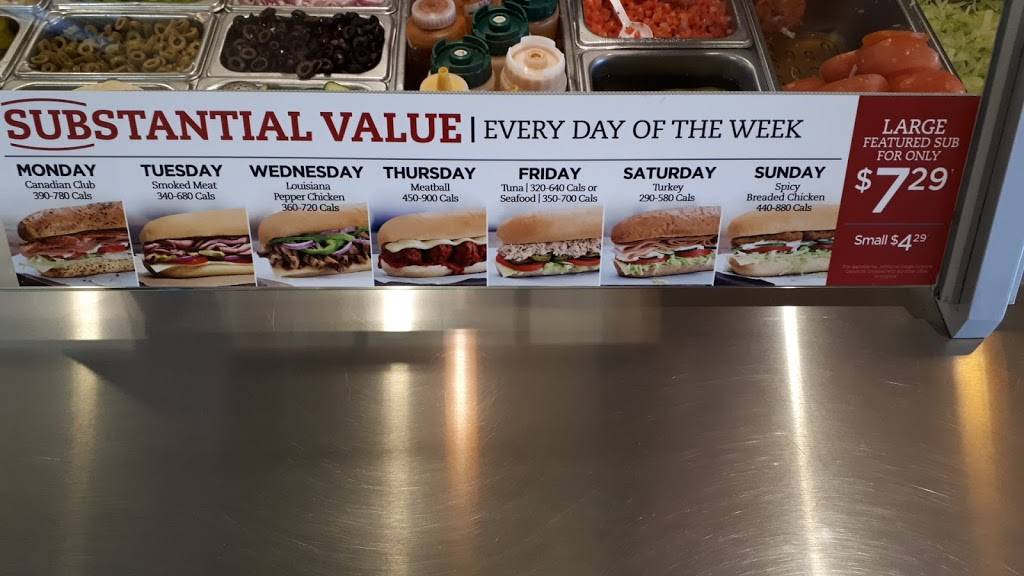 SUBSTANTIAL VALUE | EVERY DAY OF THE WEEK
MONDAY
Canadian Club
390-780 Cals
TUESDAY
Smoked Meat
340-680 Cals
WEDNESDAY
Louisiana
Pepper Chicken
360-720 Cals
THURSDAY
Meatball
450-900 Cals
FRIDAY
Tuna | 320-640 Cals or
Seafood | 350-700 Cals
SATURDAY
Turkey
290-580 Cals
SUNDAY
Spicy
Breaded Chicken
440-880 Cals
LARGE
FEATURED SUB
FOR ONLY
$7.29
Small $4.29